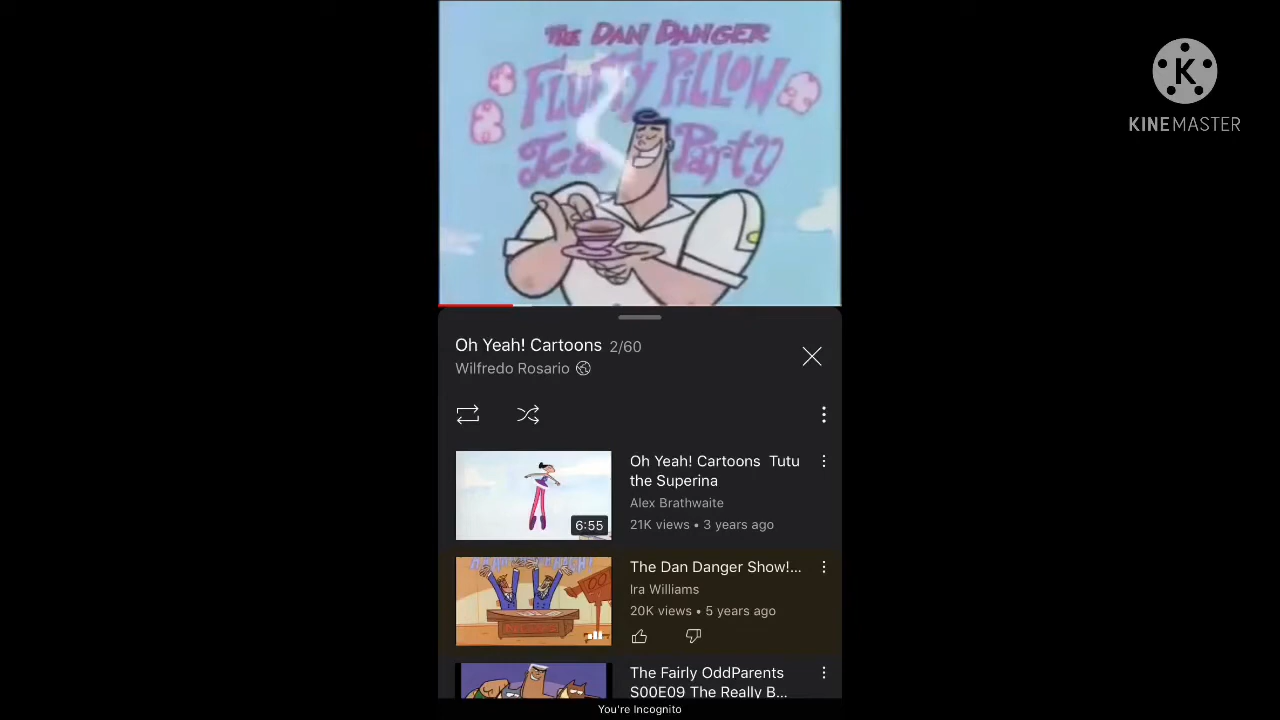 THE DAN DANGER
FLUFFY PiLLOW
Tea Party
KINEMASTER
K
Oh Yeah! Cartoons 2/60
Wilfredo Rosario
Oh Yeah! Cartoons Tutu
the Superina
Alex Brathwaite
21K views • 3 years ago
6:55
The Dan Danger Show!...
Ira Williams
20K views • 5 years ago
The Fairly OddParents
S00E09 The Really B...
You're Incognito